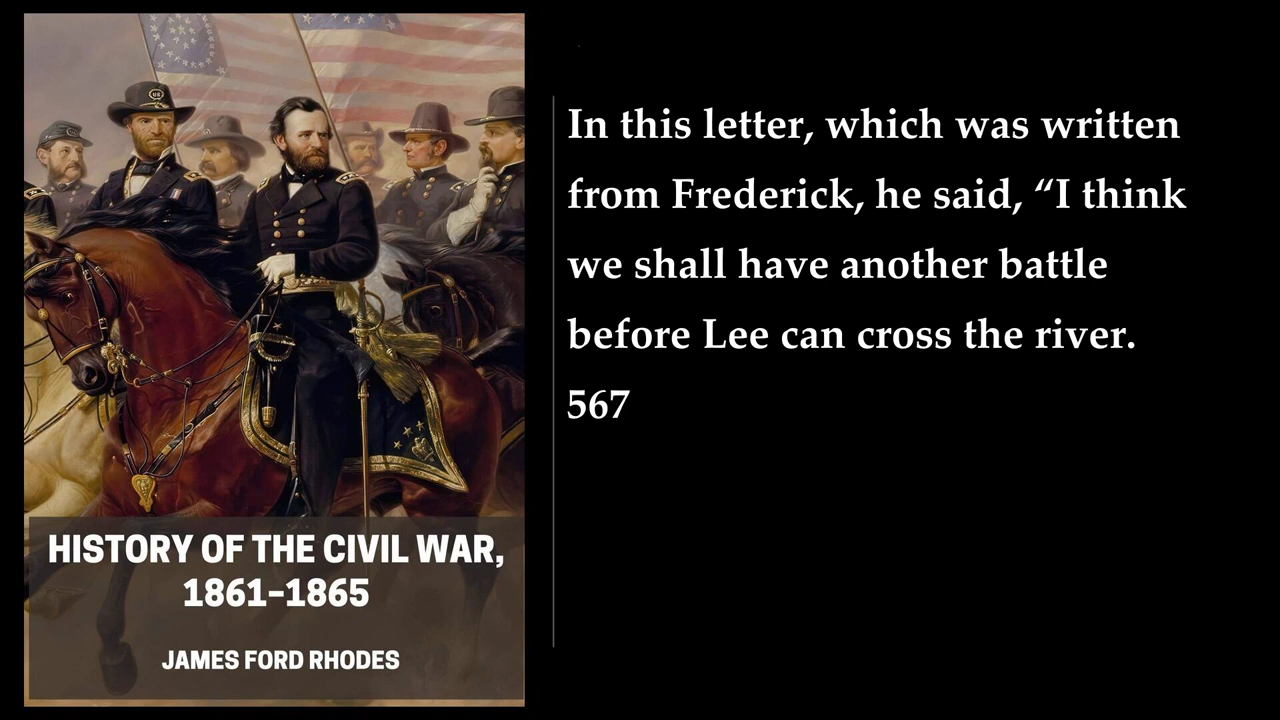 In this letter, which was written
from Frederick, he said, “I think
we shall have another battle
before Lee can cross the river.
567
HISTORY OF THE CIVIL WAR,
1861–1865
JAMES FORD RHODES